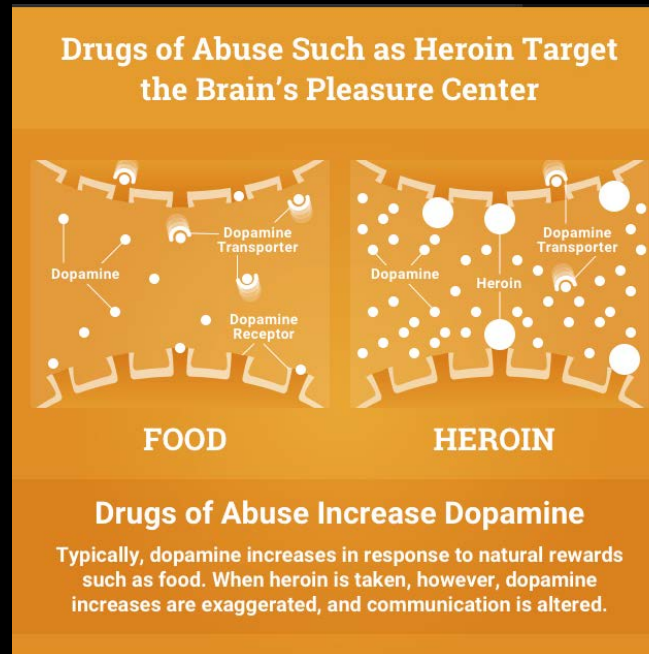 Drugs of Abuse Such as Heroin Target
the Brain's Pleasure Center
Dopamine
Dopamine
Transporter
Dopamine
Receptor
Dopamine
Heroin
Dopamine
Transporter
FOOD
HEROIN
Drugs of Abuse Increase Dopamine
Typically, dopamine increases in response to natural rewards
such as food. When heroin is taken, however, dopamine
increases are exaggerated, and communication is altered.